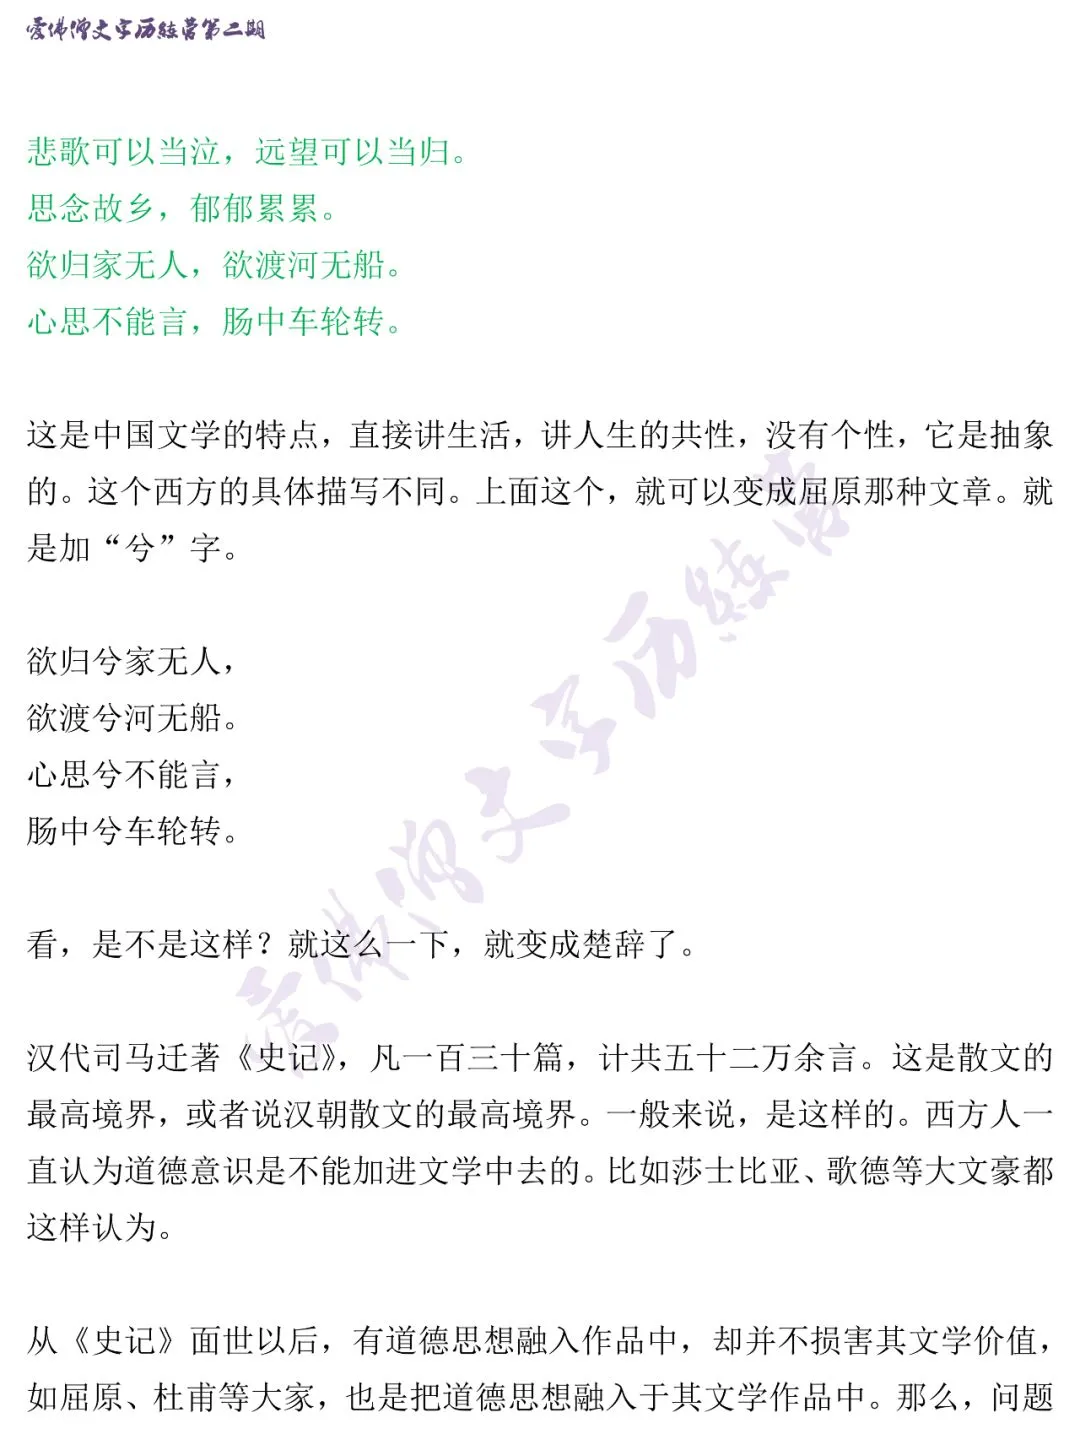 爱佛僧文字历练营第二期
悲歌可以当泣，远望可以当归。
思念故乡，郁郁累累。
欲归家无人，欲渡河无船。
心思不能言，肠中车轮转。
这是中国文学的特点，直接讲生活，讲人生的共性，没有个性，它是抽象
的。这个西方的具体描写不同。上面这个，就可以变成屈原那种文章。就
是加“兮”字。
欲归兮家无人，
欲渡兮河无船。
心思兮不能言，
肠中兮车轮转。
看，是不是这样？就这么一下，就变成楚辞了。
汉代司马迁著《史记》，凡一百三十篇，计共五十二万余言。这是散文的
最高境界，或者说汉朝散文的最高境界。一般来说，是这样的。西方人一
直认为道德意识是不能加进文学中去的。比如莎士比亚、歌德等大文豪都
这样认为。
从《史记》面世以后，有道德思想融入作品中，却并不损害其文学价值，
如屈原、杜甫等大家，也是把道德思想融入于其文学作品中。那么，问题
爱佛僧文字历练营